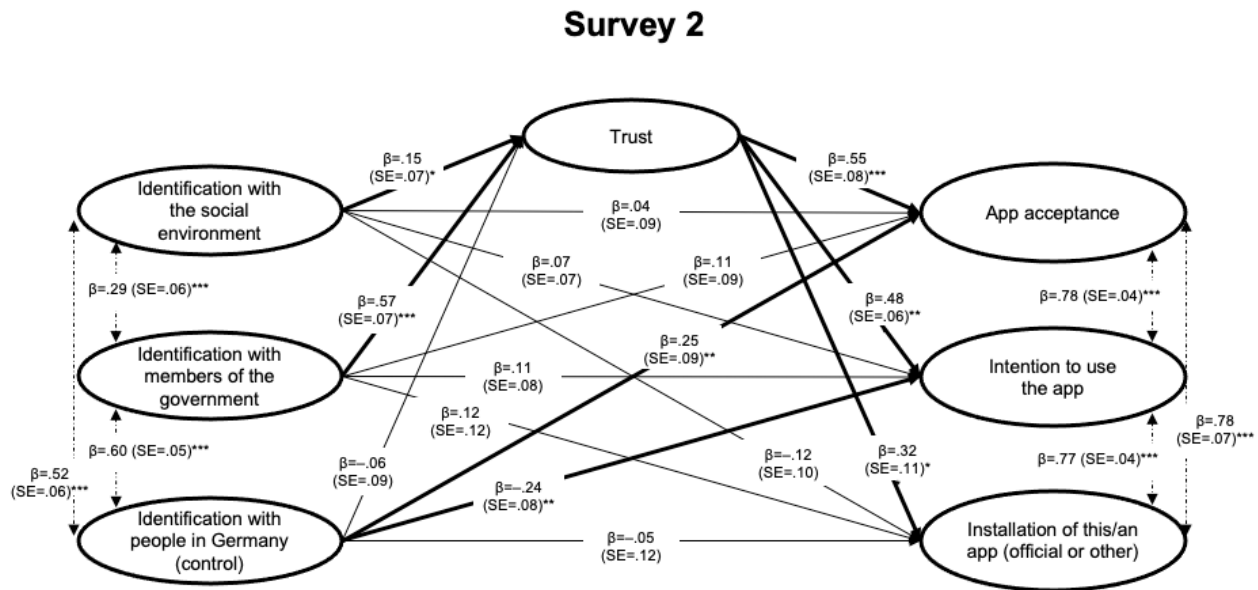 Survey 2
Trust
β=.15
(SE=.07)*
β=.55
(SE=.08)***
Identification with
the social
environment
β=.04
(SE=.09)
App acceptance
β=.07
(SE=.07)
β=.11
(SE=.09)
β=.29 (SE=.06)***
β=.57
(SE=.07)***
β=.48
(SE=.06)**
β=.78 (SE=.04)***
Identification with
members of the
government
β=.25
(SE=.09)**
β=.11
(SE=.08)
Intention to use
the app
β=.12
(SE=.12)
β=.78
(SE=.07)***
β=.60 (SE=.05)***
β=.52
(SE=.06)***
β=–.06
(SE=.09)
β=–.24
(SE=.08)**
β=–.12
(SE=.10)
β=.32
(SE=.11)*
β=.77 (SE=.04)***
Identification with
people in Germany
(control)
β=–.05
(SE=.12)
Installation of this/an
app (official or other)